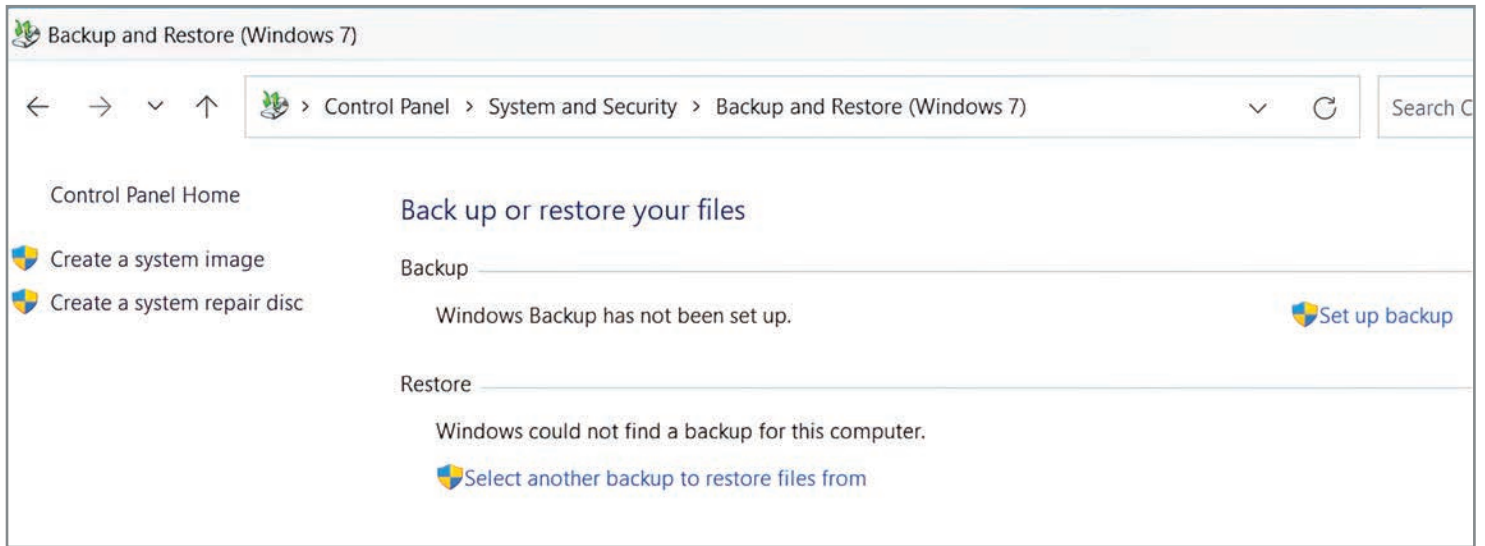 Backup and Restore (Windows 7)
> Control Panel > System and Security > Backup and Restore (Windows 7)
Search C
Control Panel Home
Create a system image
Create a system repair disc
Back up or restore your files
Backup
Windows Backup has not been set up.
Set up backup
Restore
Windows could not find a backup for this computer.
Select another backup to restore files from